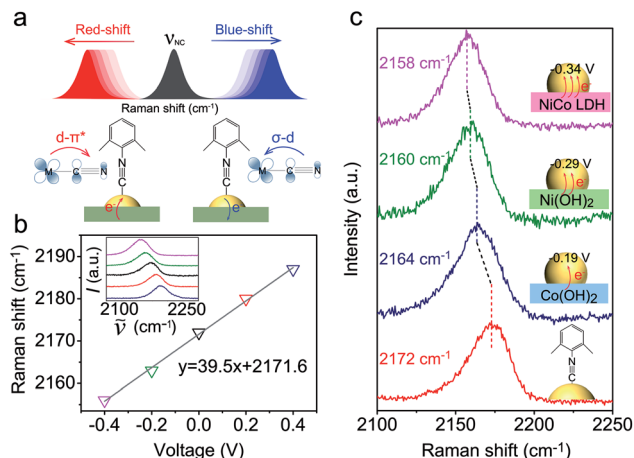 a
Red-shift
νNC
Blue-shift
Raman shift (cm⁻¹)
d-π*
σ-d
M
C
N
N
C
N
C
M
C
N
e⁻
e⁻
b
Raman shift (cm⁻¹)
2190
2180
2170
2160
I (a.u.)
2100
2250
ṽ (cm⁻¹)
y=39.5x+2171.6
-0.4
-0.2
0.0
0.2
0.4
Voltage (V)
c
Intensity (a.u.)
2158 cm⁻¹
-0.34 V
e⁻
NiCo LDH
2160 cm⁻¹
-0.29 V
e⁻
Ni(OH)₂
2164 cm⁻¹
-0.19 V
e⁻
Co(OH)₂
2172 cm⁻¹
N
C
2100
2150
2200
2250
Raman shift (cm⁻¹)